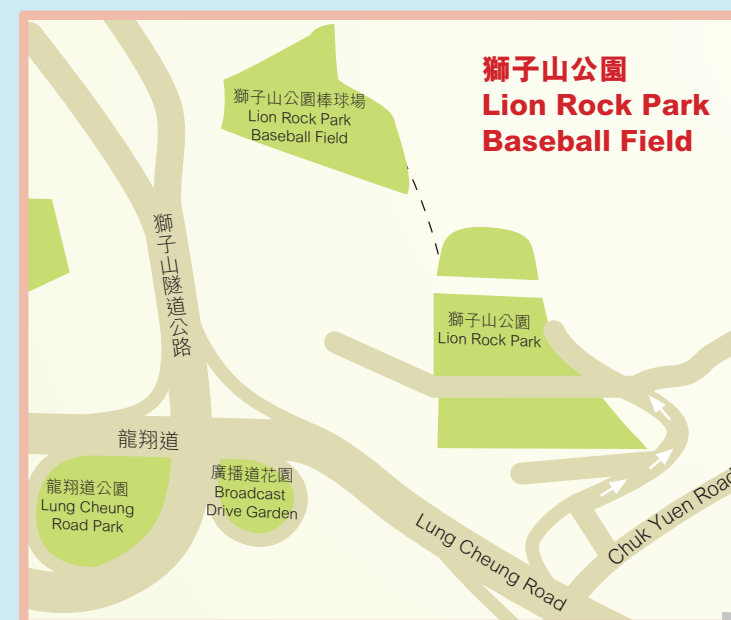 獅子山公園
Lion Rock Park
Baseball Field
獅子山公園棒球場
Lion Rock Park
Baseball Field
獅子山隧道公路
獅子山公園
Lion Rock Park
龍翔道
龍翔道公園
Lung Cheung
Road Park
廣播道花園
Broadcast
Drive Garden
Lung Cheung Road
Chuk Yuen Road